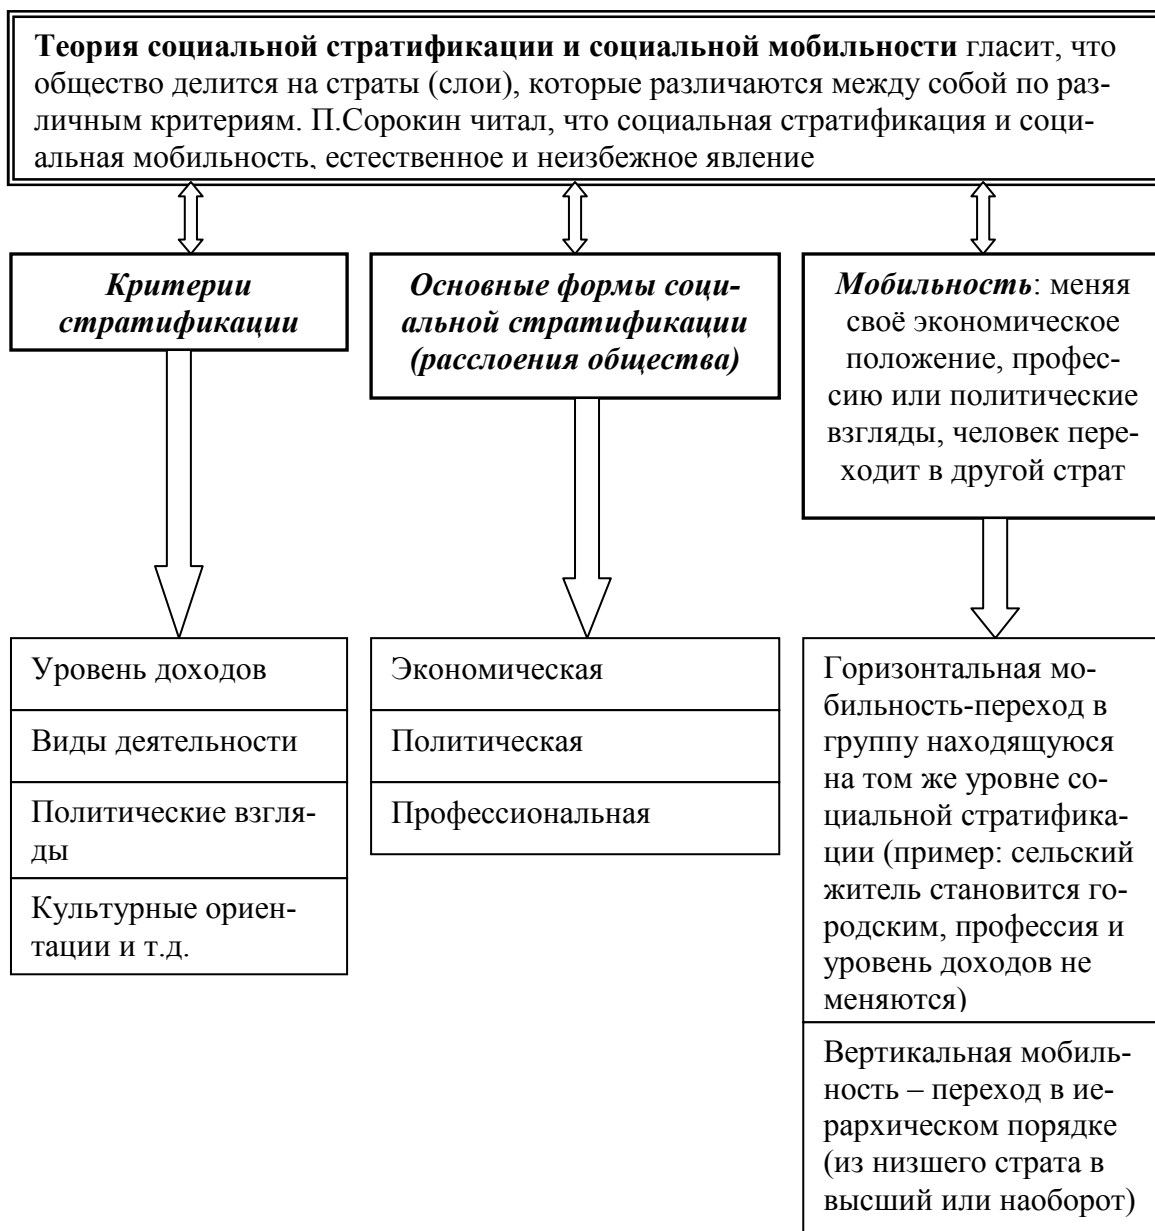 Теория социальной стратификации и социальной мобильности гласит, что
общество делится на страты (слои), которые различаются между собой по раз-
личным критериям. П.Сорокин читал, что социальная стратификация и соци-
альная мобильность, естественное и неизбежное явление
Критерии
стратификации
Основные формы соци-
альной стратификации
(расслоения общества)
Мобильность: меняя
своё экономическое
положение, профес-
сию или политические
взгляды, человек пере-
ходит в другой страт
Уровень доходов
Виды деятельности
Политические взгля-
ды
Культурные ориен-
тации и т.д.
Экономическая
Политическая
Профессиональная
Горизонтальная мо-
бильность-переход в
группу находящуюся
на том же уровне со-
циальной стратифика-
ции (пример: сельский
житель становится го-
родским, профессия и
уровень доходов не
меняются)
Вертикальная мобиль-
ность – переход в ие-
рархическом порядке
(из низшего страта в
высший или наоборот)